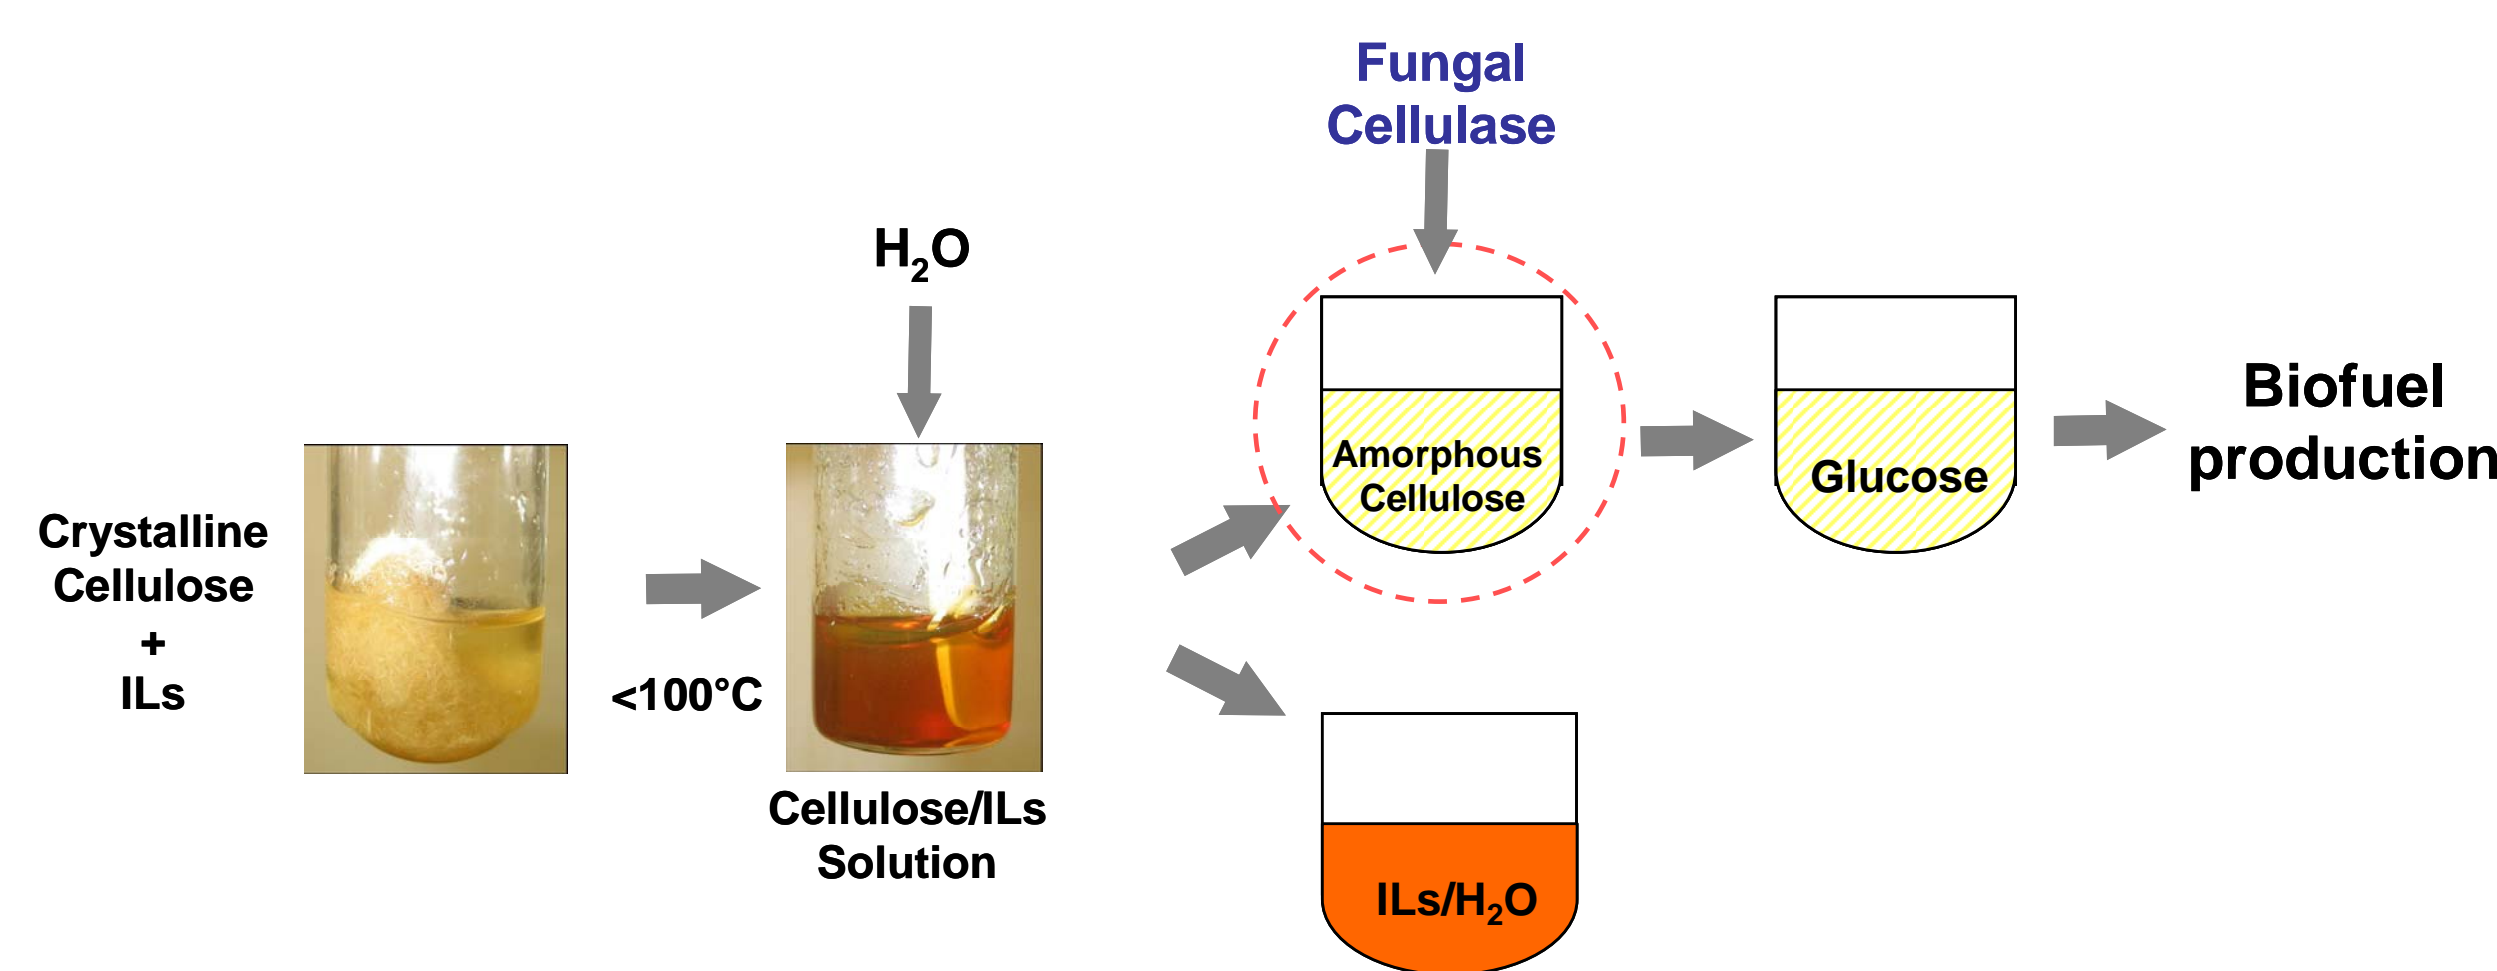 Fungal
Cellulase
H₂O
Crystalline
Cellulose
+
ILs
<100°C
Cellulose/ILs
Solution
Amorphous
Cellulose
Glucose
Biofuel
production
ILs/H₂O